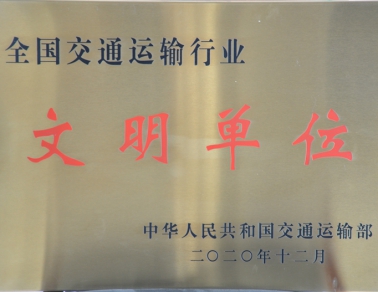 全国交通运输行业
文明单位
中华人民共和国交通运输部
二〇二〇年十二月